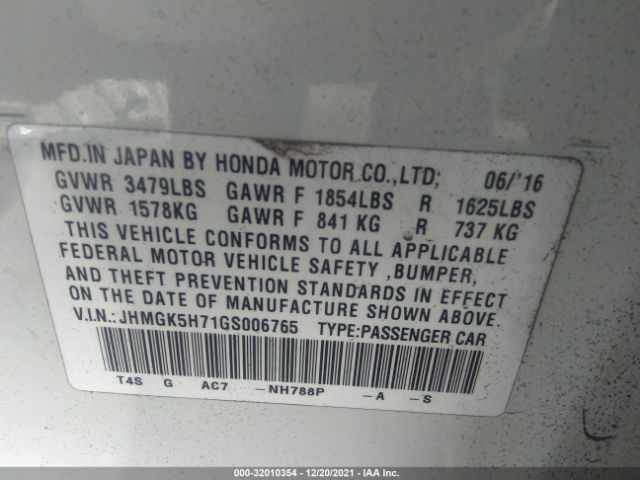 MFD.IN JAPAN BY HONDA MOTOR CO.,LTD; 06/'16
GVWR 3479LBS GAWR F 1854LBS R 1625LBS
GVWR 1578KG GAWR F 841 KG R 737 KG
THIS VEHICLE CONFORMS TO ALL APPLICABLE
FEDERAL MOTOR VEHICLE SAFETY ,BUMPER,
AND THEFT PREVENTION STANDARDS IN EFFECT
ON THE DATE OF MANUFACTURE SHOWN ABOVE.
V.I.N.:JHMGK5H71GS006765 TYPE:PASSENGER CAR
T4S G AC7 -NH788P -A -S
000-32010354 - 12/20/2021 - IAA Inc.